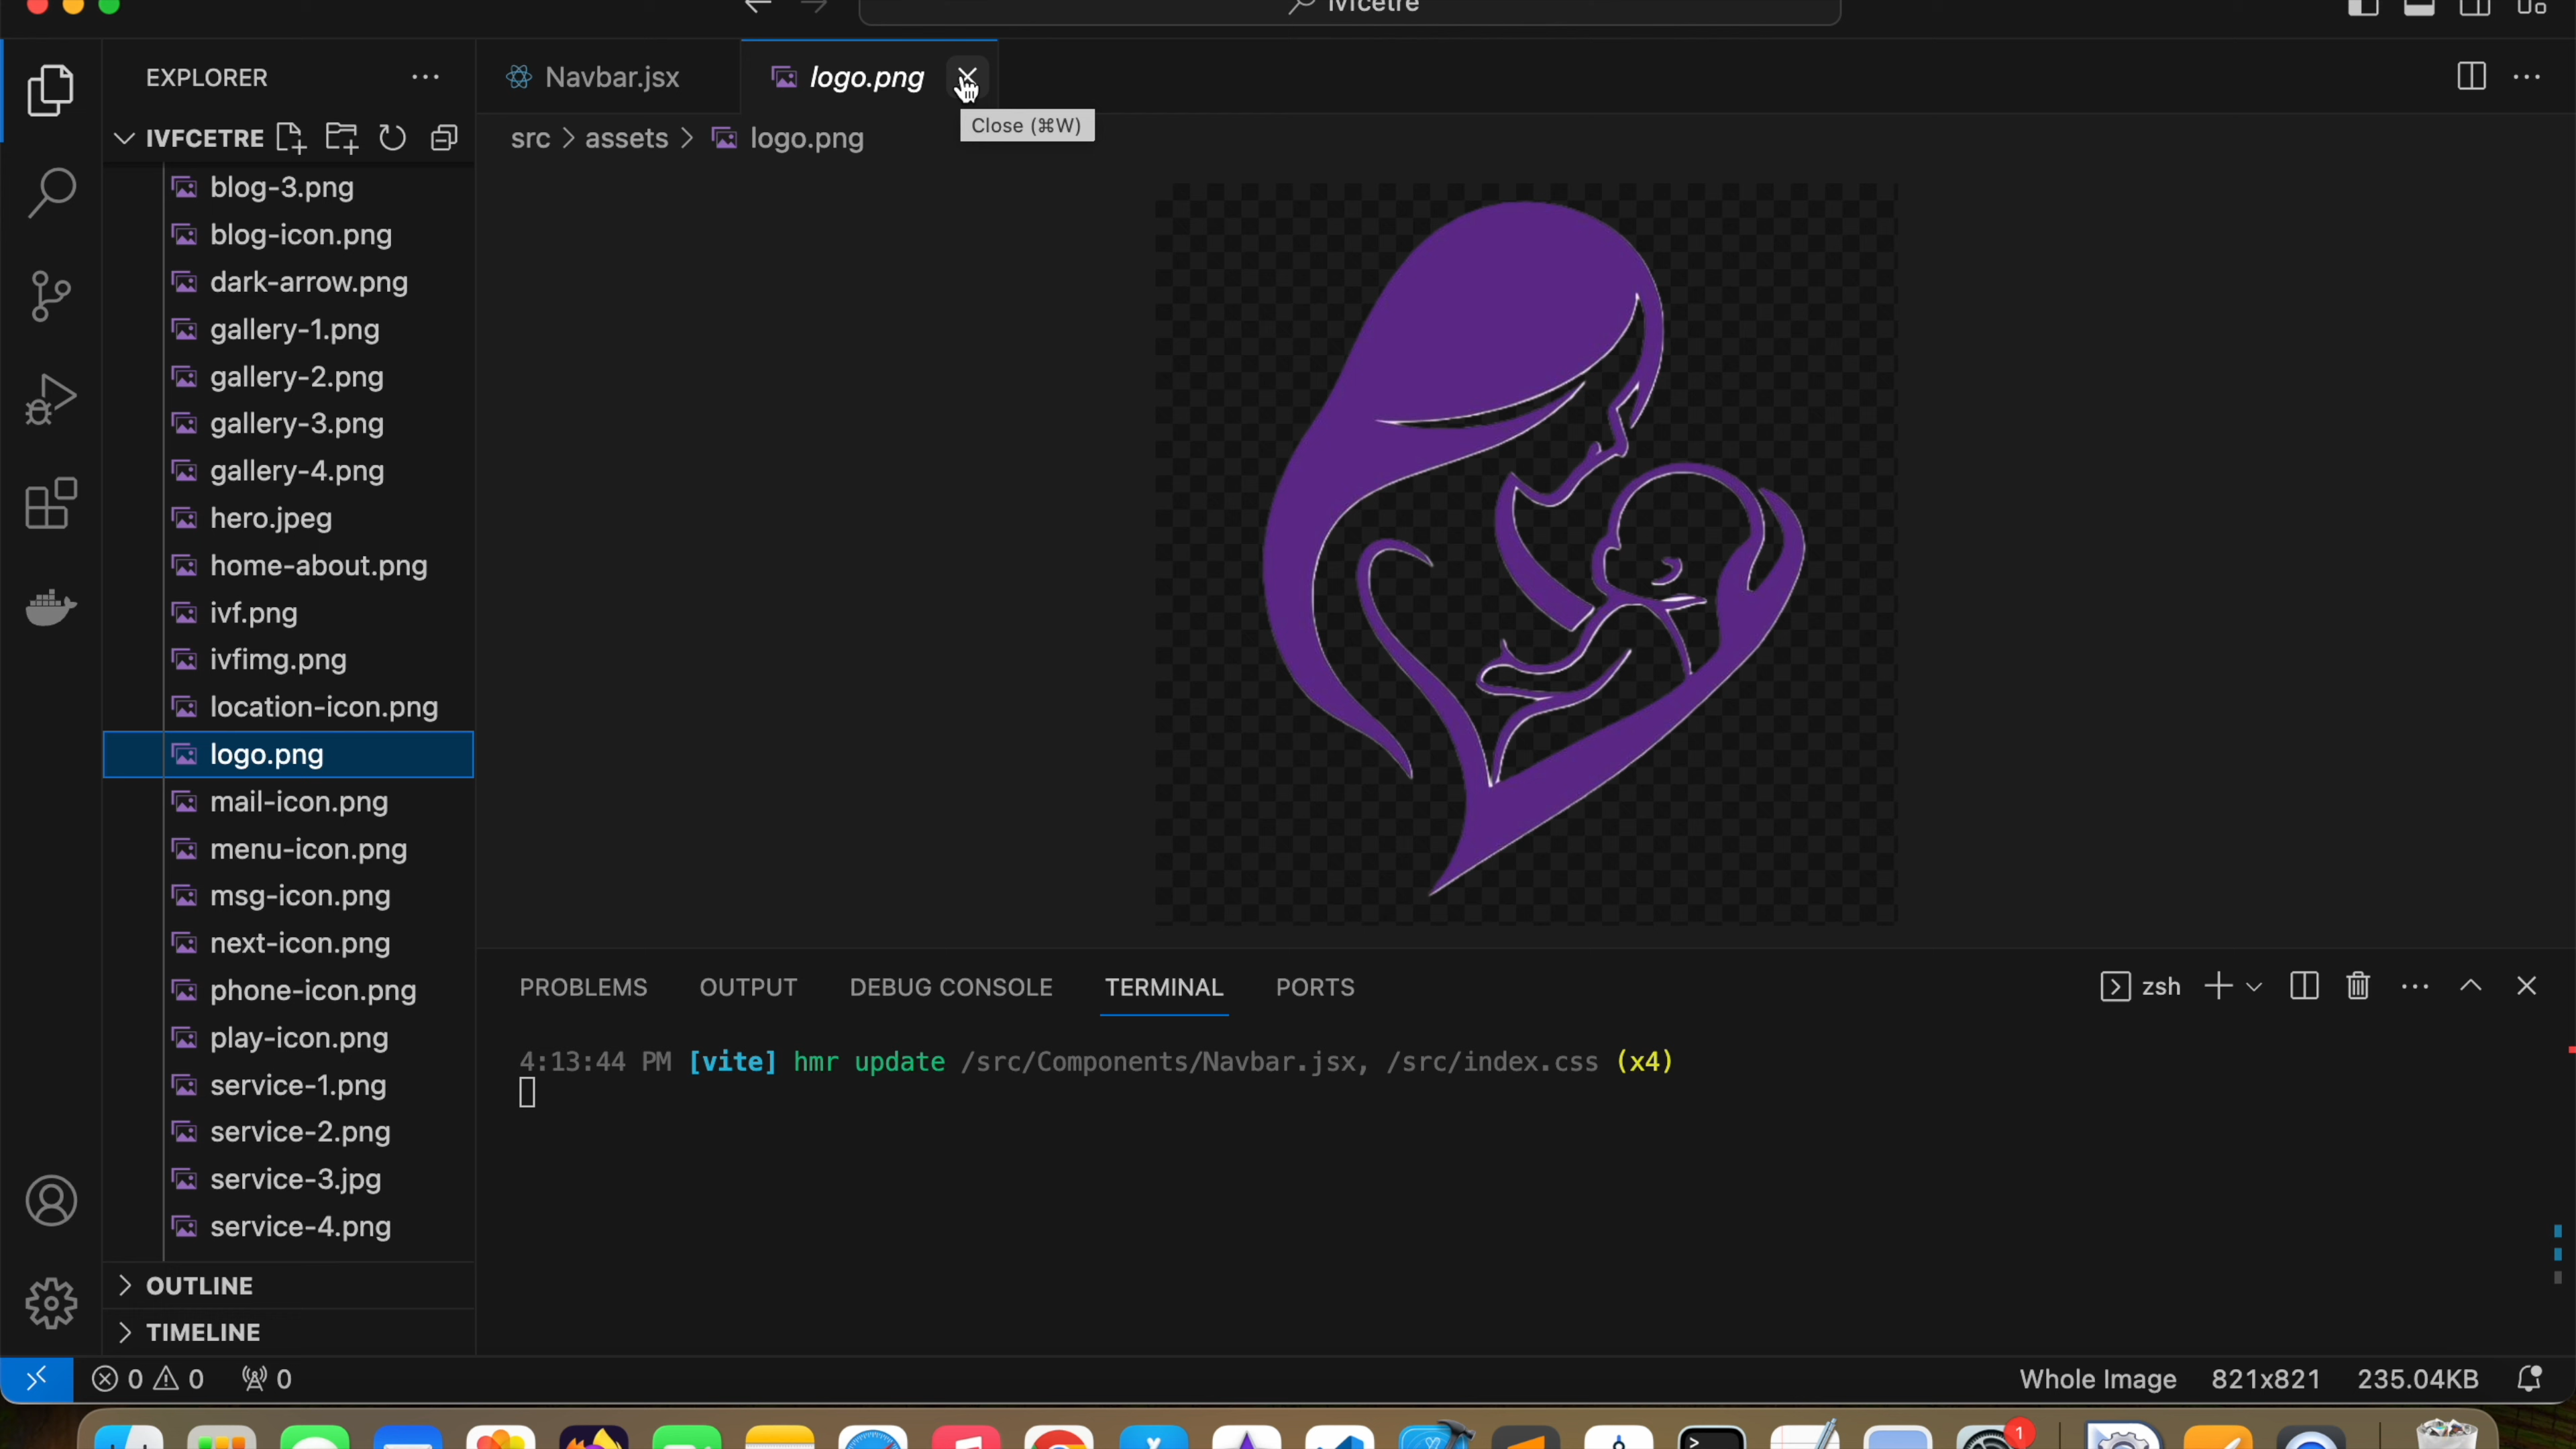 ivfcetre
EXPLORER
Navbar.jsx
logo.png
Close (⌘W)
IVFCETRE
src > assets > logo.png
blog-3.png
blog-icon.png
dark-arrow.png
gallery-1.png
gallery-2.png
gallery-3.png
gallery-4.png
hero.jpeg
home-about.png
ivf.png
ivfimg.png
location-icon.png
logo.png
mail-icon.png
menu-icon.png
msg-icon.png
next-icon.png
phone-icon.png
play-icon.png
service-1.png
service-2.png
service-3.jpg
service-4.png
OUTLINE
TIMELINE
PROBLEMS OUTPUT DEBUG CONSOLE TERMINAL PORTS
zsh
4:13:44 PM [vite] hmr update /src/Components/Navbar.jsx, /src/index.css (x4)
0 0 0
Whole Image 821x821 235.04KB
1